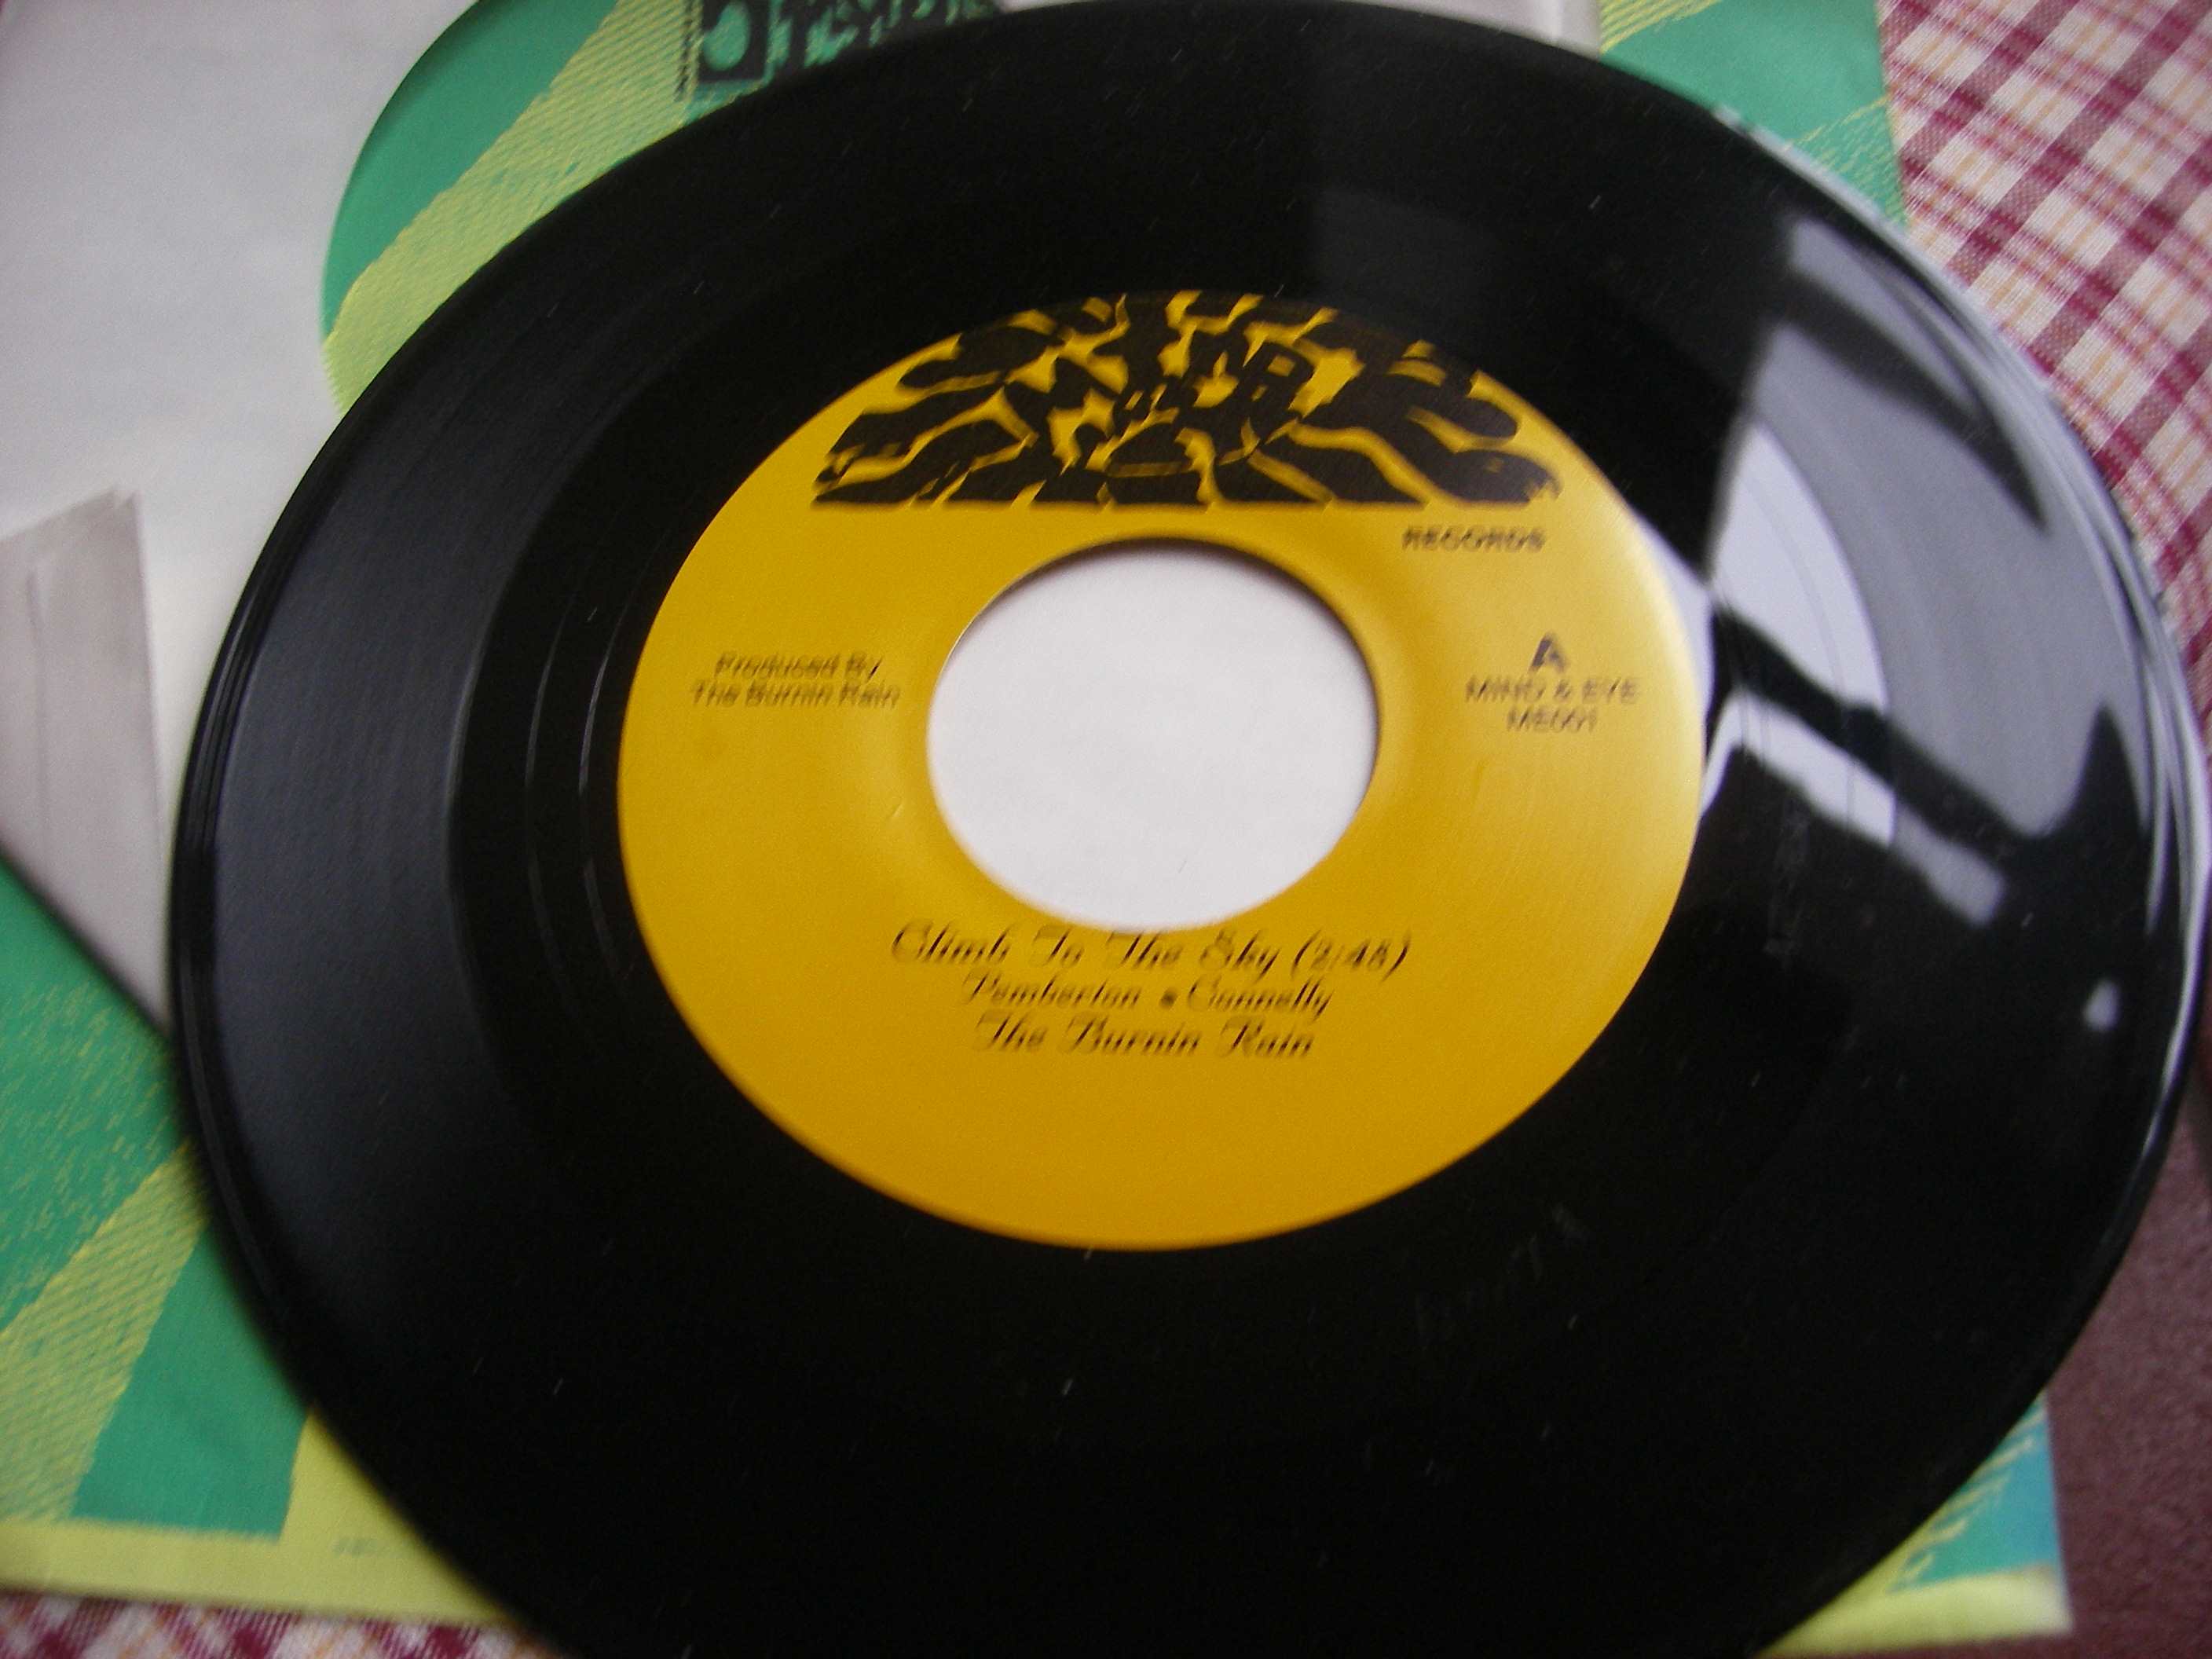 RECORDS
Produced By
The Burnin Rain
A
MIND & EYE
ME001
Climb To The Sky (2:48)
Pemberton • Connelly
The Burnin Rain